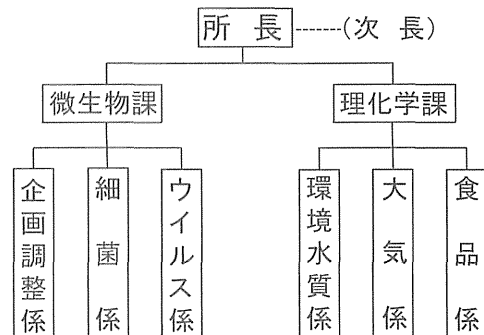 所長 (次長)
微生物課 理化学課
企画調整係
細菌係
ウイルス係
環境水質係
大気係
食品係